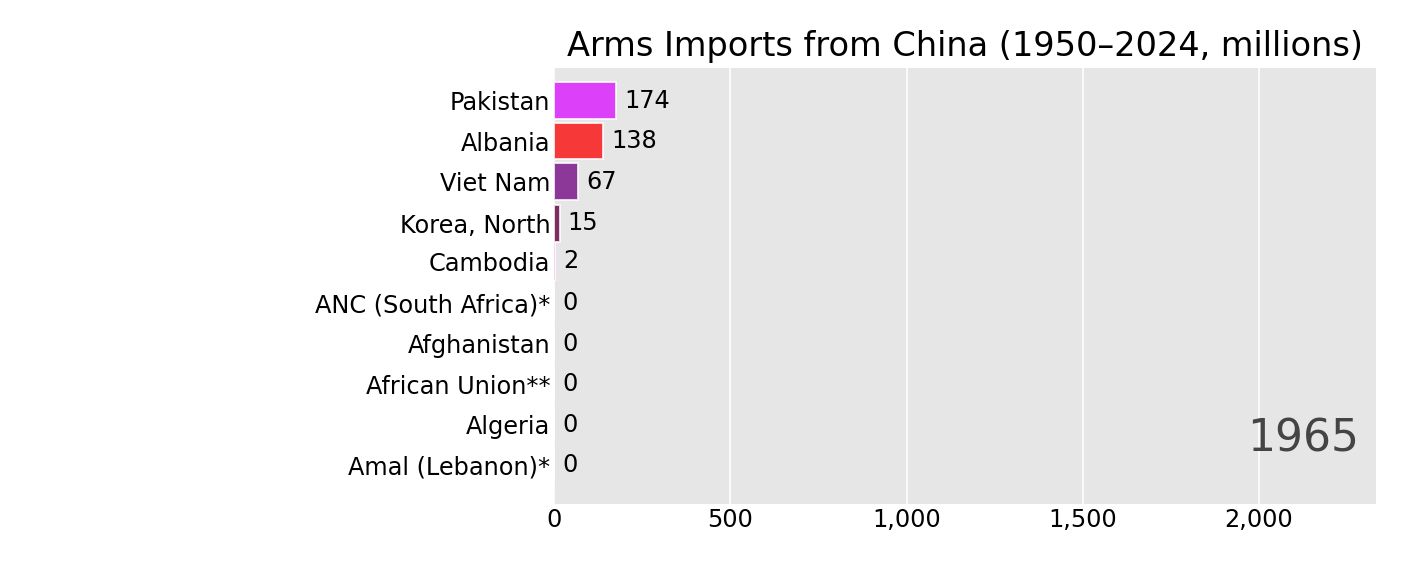 Arms Imports from China (1950–2024, millions)
Pakistan 174
Albania 138
Viet Nam 67
Korea, North 15
Cambodia 2
ANC (South Africa)* 0
Afghanistan 0
African Union** 0
Algeria 0
Amal (Lebanon)* 0
1965
0 500 1,000 1,500 2,000